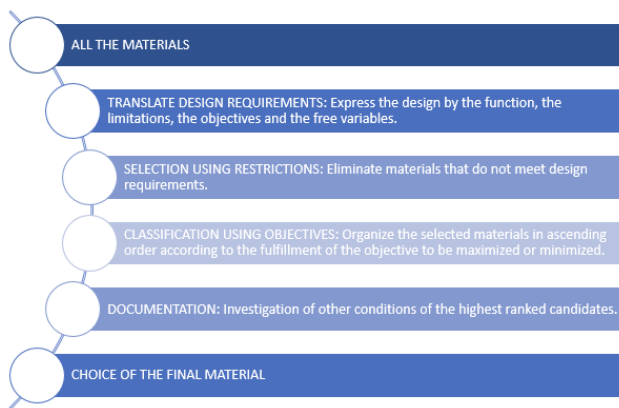 ALL THE MATERIALS
TRANSLATE DESIGN REQUIREMENTS: Express the design by the function, the
limitations, the objectives and the free variables.
SELECTION USING RESTRICTIONS: Eliminate materials that do not meet design
requirements.
CLASSIFICATION USING OBJECTIVES: Organize the selected materials in ascending
order according to the fulfillment of the objective to be maximized or minimized.
DOCUMENTATION: Investigation of other conditions of the highest ranked candidates.
CHOICE OF THE FINAL MATERIAL